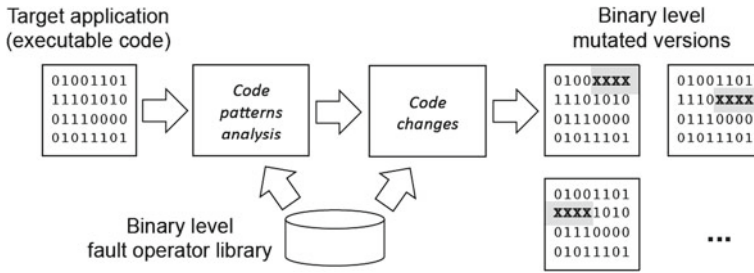 Target application
(executable code)
Binary level
mutated versions
01001101
11101010
01110000
01011101
Code
patterns
analysis
Code
changes
0100XXXX
11101010
01110000
01011101
01001101
1110XXXX
01110000
01011101
01001101
XXXX1010
01110000
01011101
...
Binary level
fault operator library